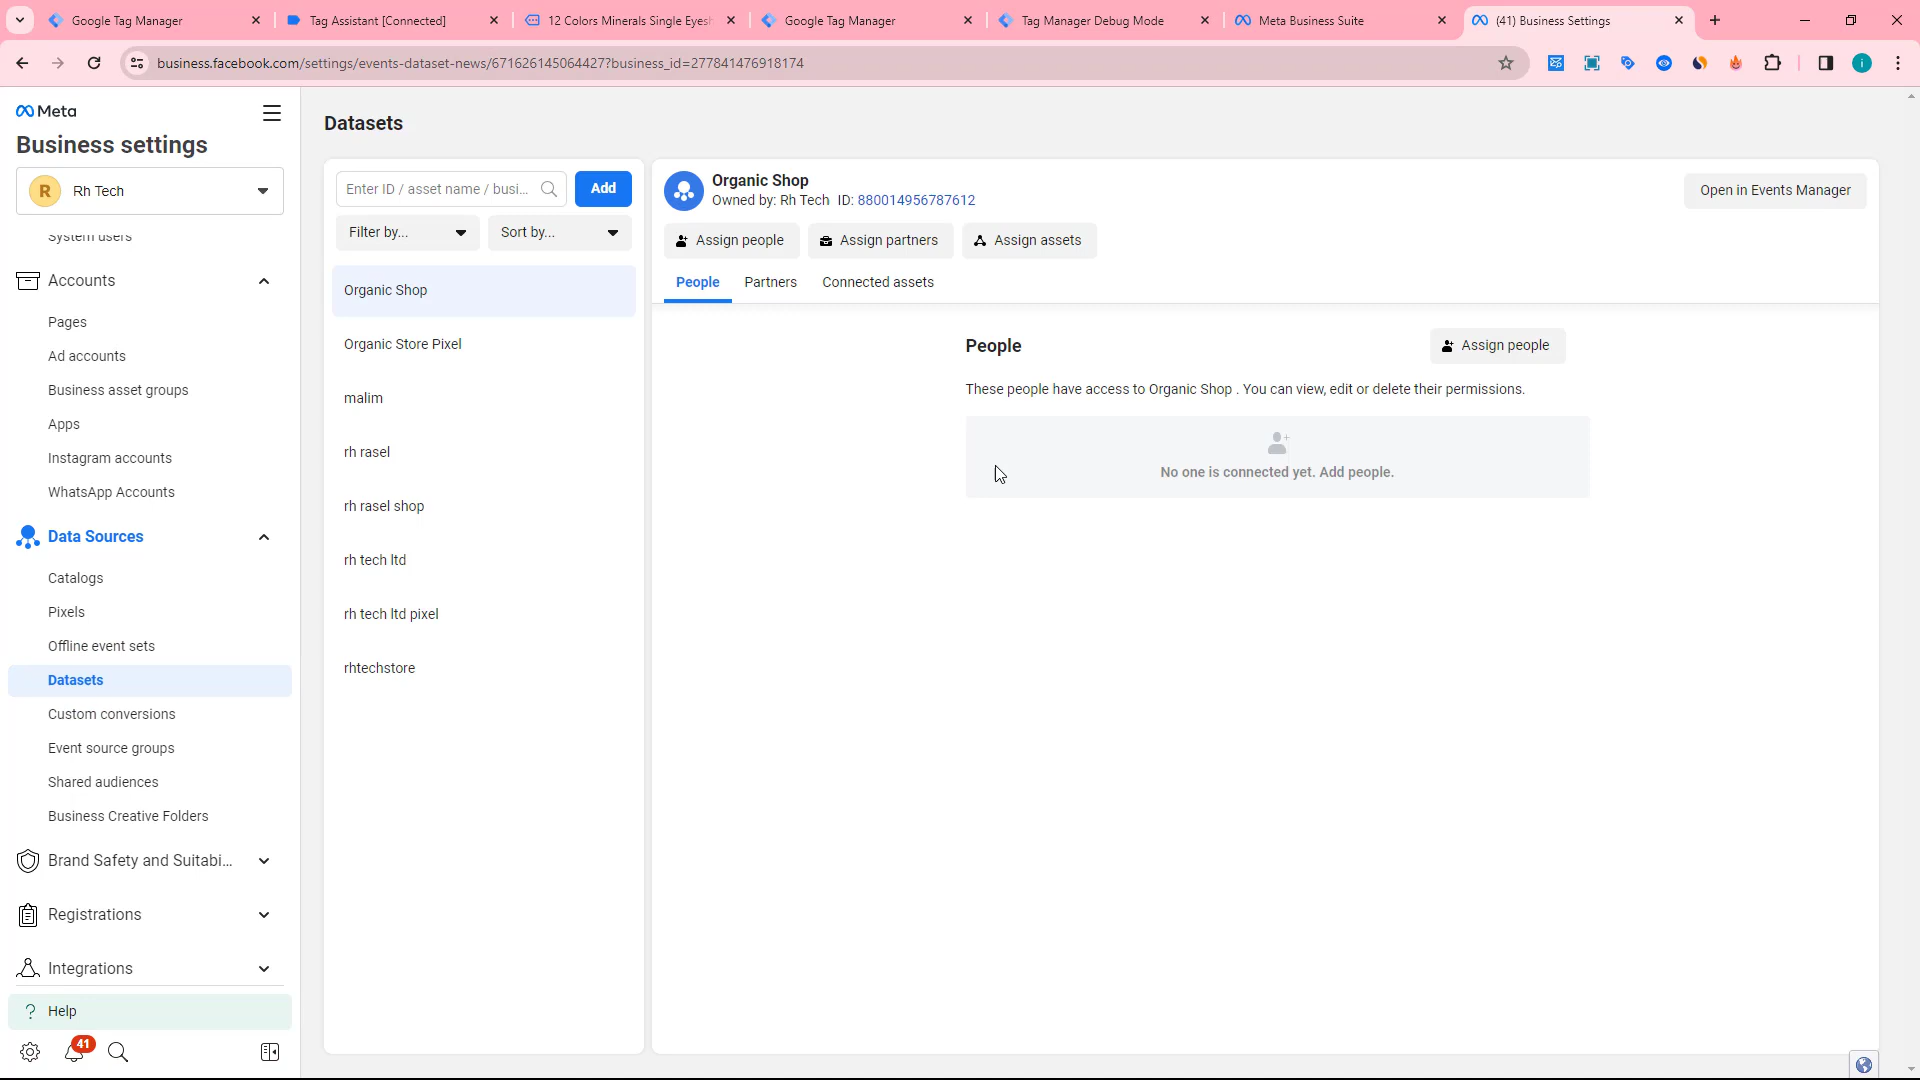 Google Tag Manager
Tag Assistant [Connected]
12 Colors Minerals Single Eyesh
Google Tag Manager
Tag Manager Debug Mode
Meta Business Suite
(41) Business Settings
business.facebook.com/settings/events-dataset-news/671626145064427?business_id=277841476918174
i
Meta
Business settings
R
Rh Tech
System users
Accounts
Pages
Ad accounts
Business asset groups
Apps
Instagram accounts
WhatsApp Accounts
Data Sources
Catalogs
Pixels
Offline event sets
Datasets
Custom conversions
Event source groups
Shared audiences
Business Creative Folders
Brand Safety and Suitabi...
Registrations
Integrations
? Help
41
Datasets
Enter ID / asset name / busi...
Add
Filter by...
Sort by...
Organic Shop
Organic Store Pixel
malim
rh rasel
rh rasel shop
rh tech ltd
rh tech ltd pixel
rhtechstore
Organic Shop
Owned by: Rh Tech ID: 880014956787612
Open in Events Manager
Assign people
Assign partners
Assign assets
People
Partners
Connected assets
People
Assign people
These people have access to Organic Shop . You can view, edit or delete their permissions.
No one is connected yet. Add people.